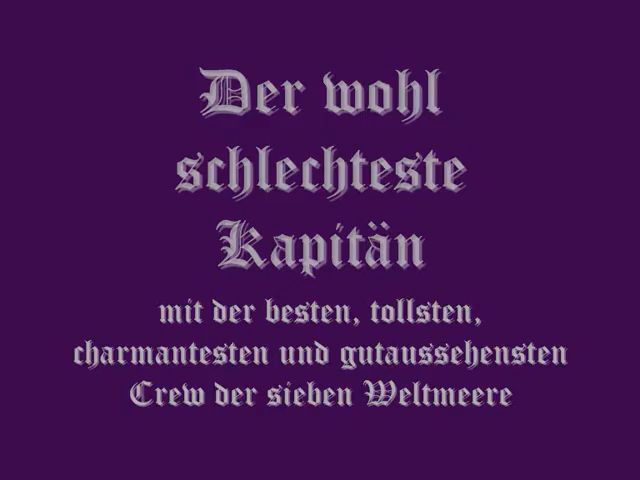 Der wohl
schlechteste
Kapitän
mit der besten, tollsten,
charmantesten und gutaussehensten
Crew der sieben Weltmeere